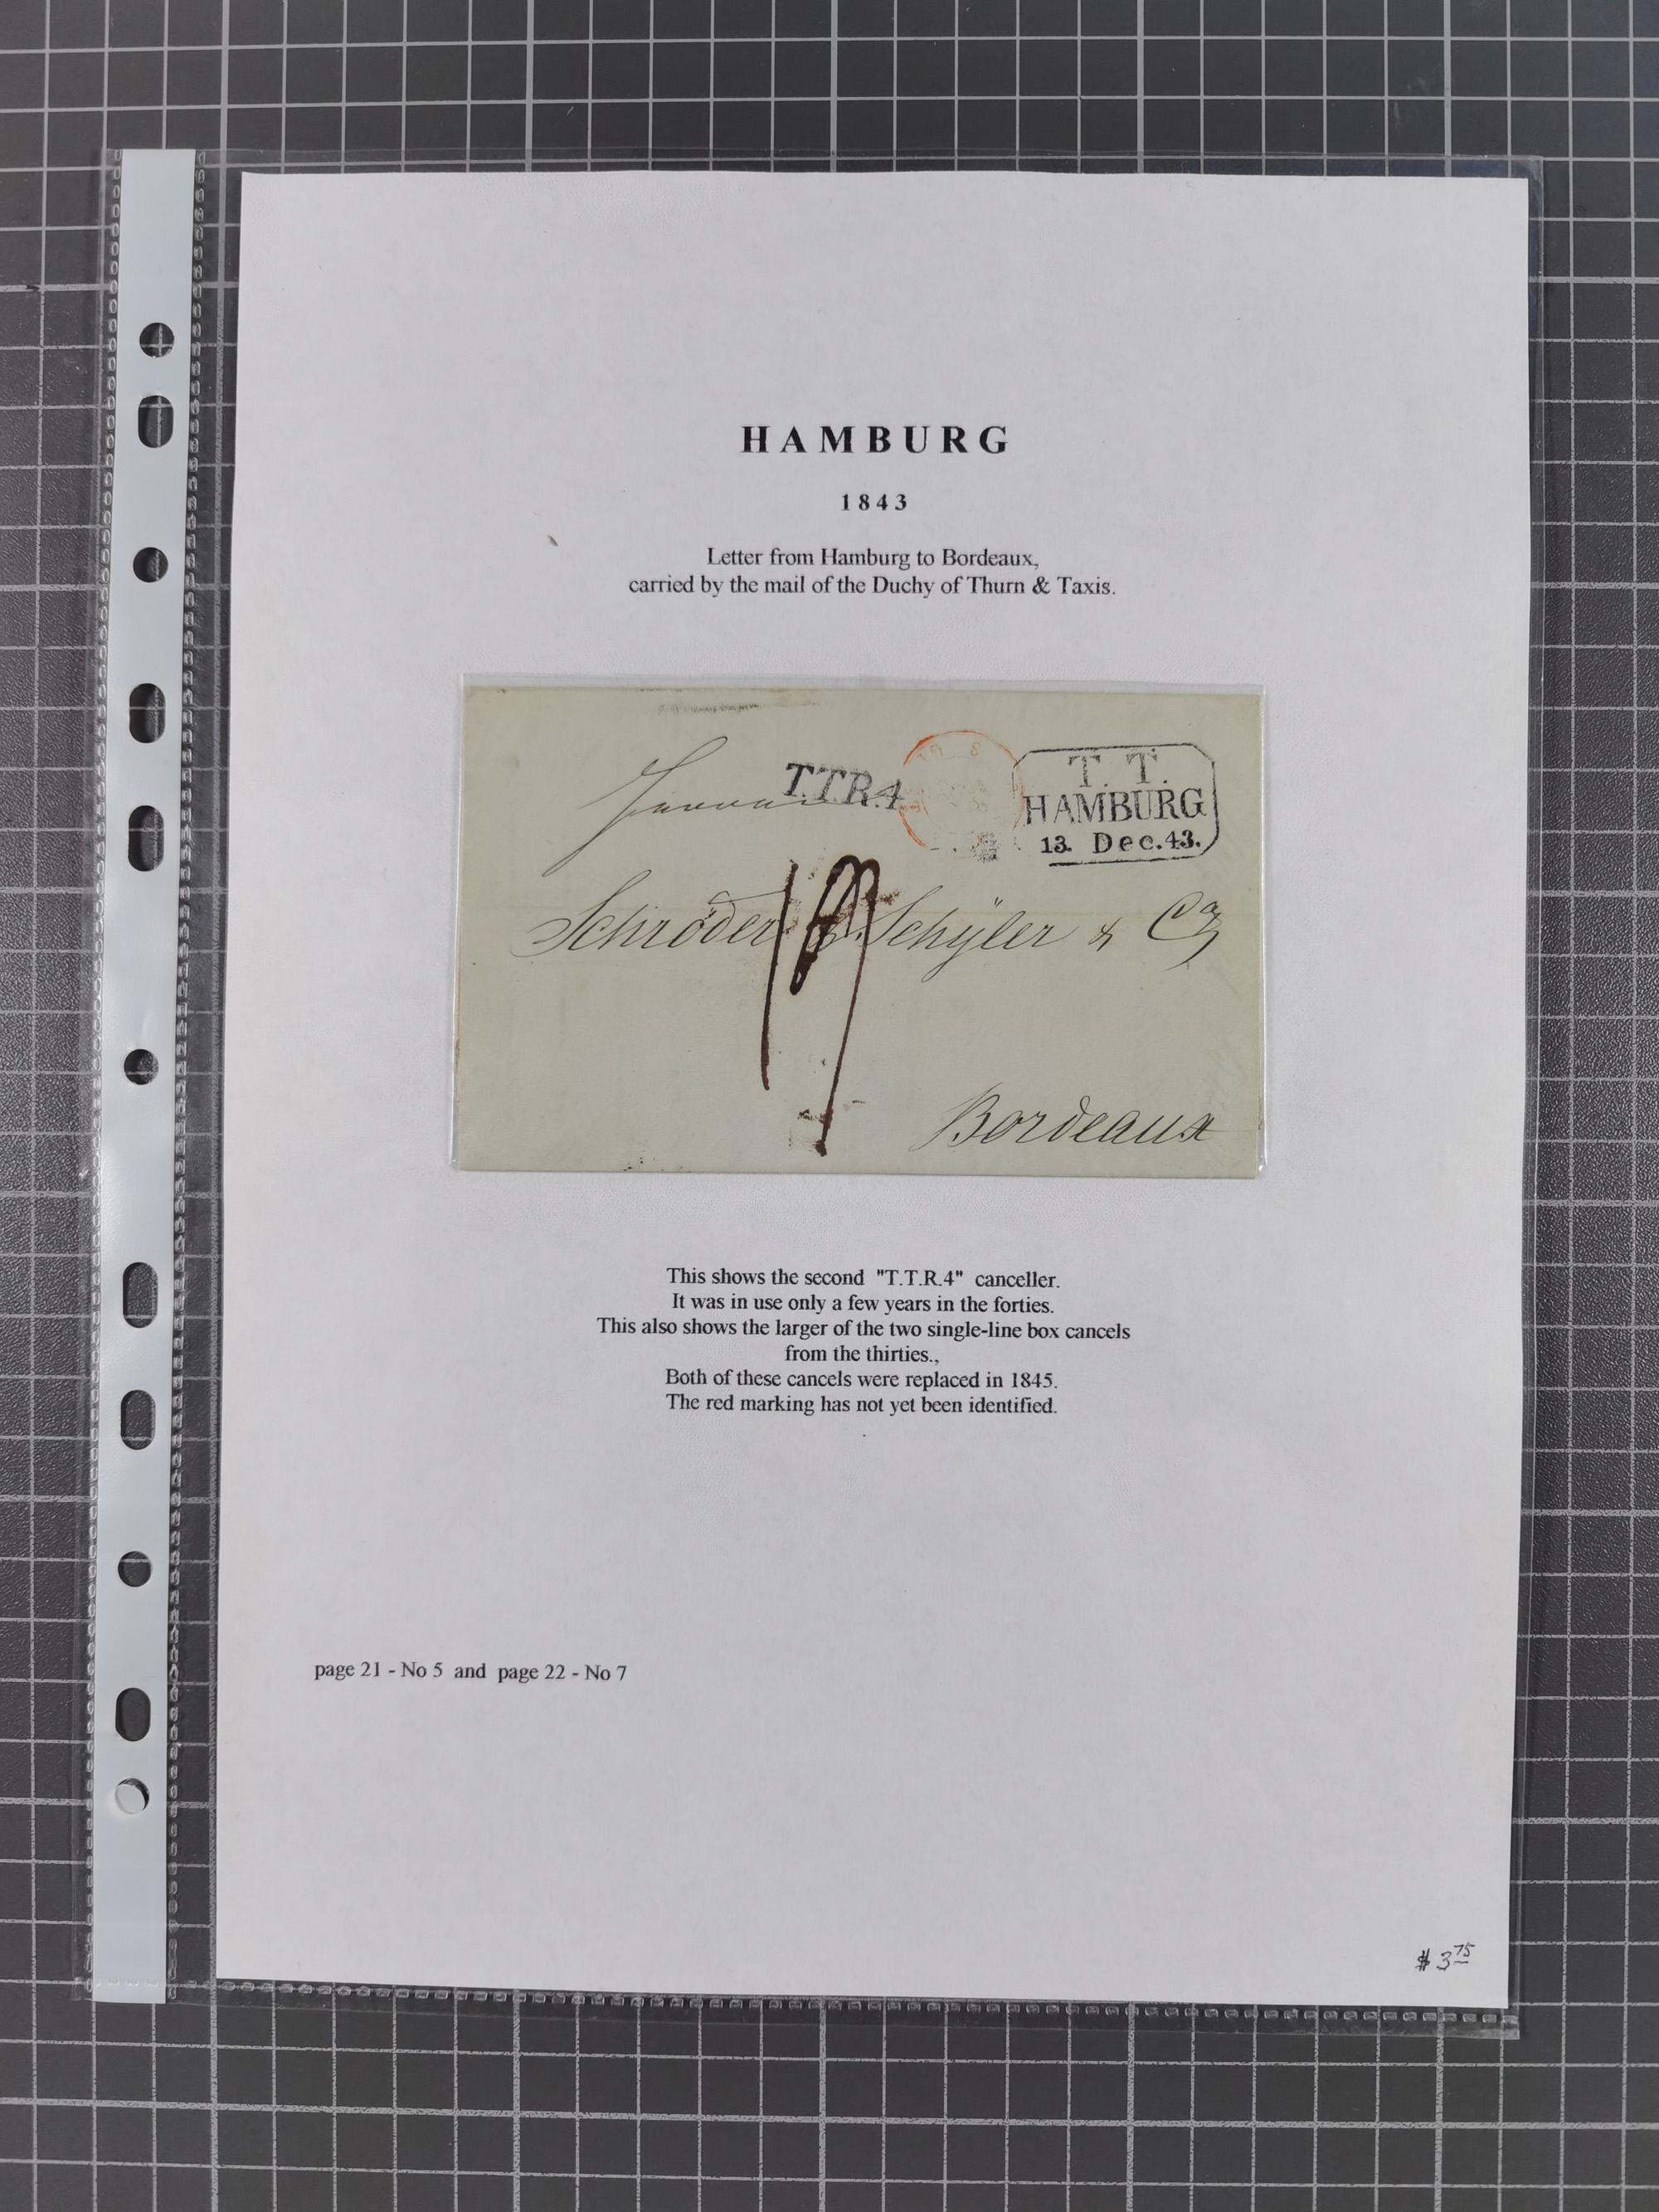 HAMBURG
1843
Letter from Hamburg to Bordeaux,
carried by the mail of the Duchy of Thurn & Taxis.
T.T.R.4
T. T.
HAMBURG
13. Dec. 43.
Schröder & Schÿler & Co
Bordeaux
This shows the second "T.T.R.4" canceller.
It was in use only a few years in the forties.
This also shows the larger of the two single-line box cancels
from the thirties.,
Both of these cancels were replaced in 1845.
The red marking has not yet been identified.
page 21 - No 5 and page 22 - No 7
$ 3 75